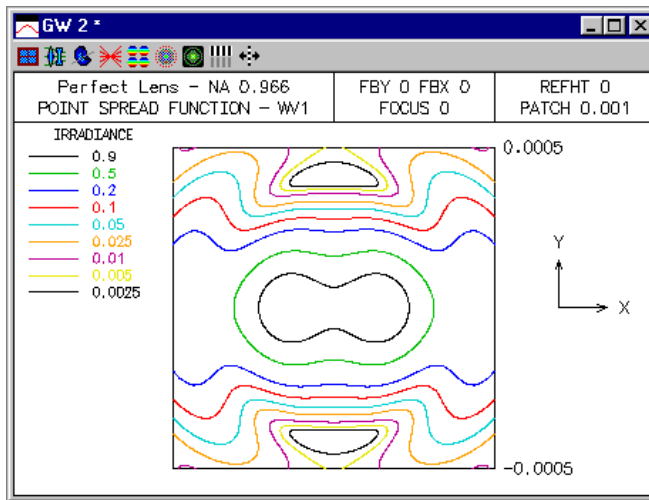 GW 2 *
Perfect Lens - NA 0.966
POINT SPREAD FUNCTION - WV1
FBY 0 FBX 0
FOCUS 0
REFHT 0
PATCH 0.001
IRRADIANCE
0.9
0.5
0.2
0.1
0.05
0.025
0.01
0.005
0.0025
0.0005
Y
X
-0.0005